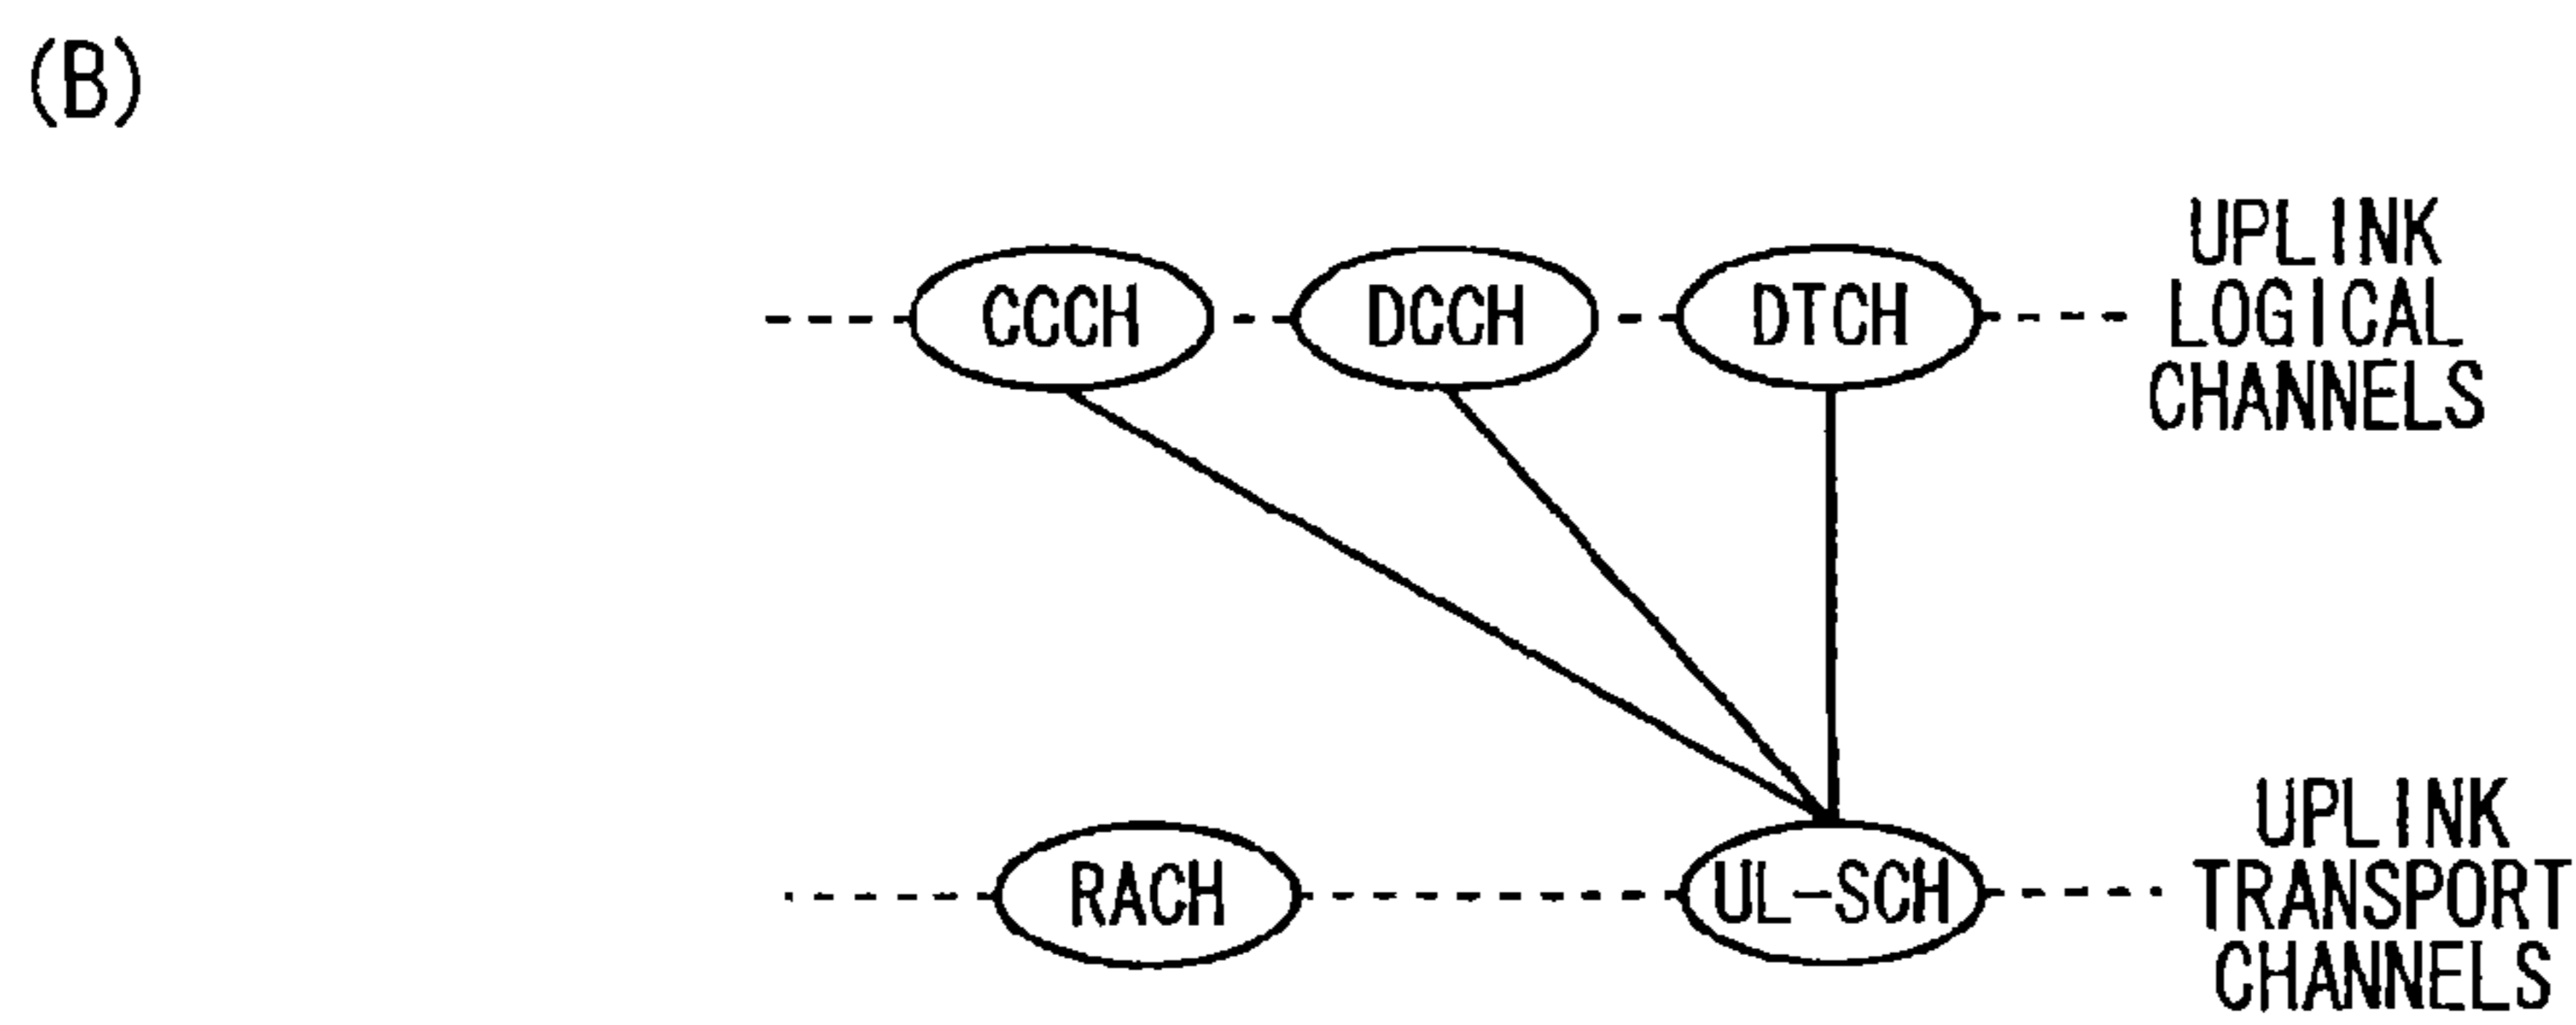 (B)
UPLINK
LOGICAL
CHANNELS
CCCH
DCCH
DTCH
RACH
UL-SCH
UPLINK
TRANSPORT
CHANNELS